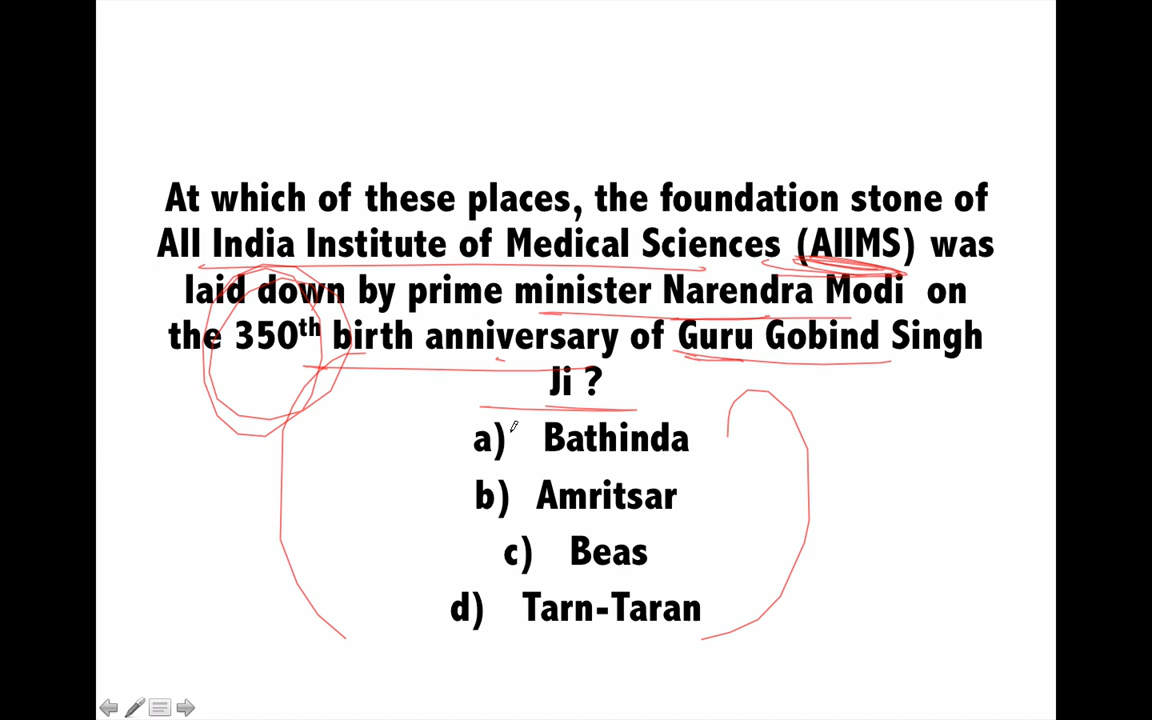 At which of these places, the foundation stone of
All India Institute of Medical Sciences (AIIMS) was
laid down by prime minister Narendra Modi on
the 350th birth anniversary of Guru Gobind Singh
Ji ?
a) Bathinda
b) Amritsar
c) Beas
d) Tarn-Taran